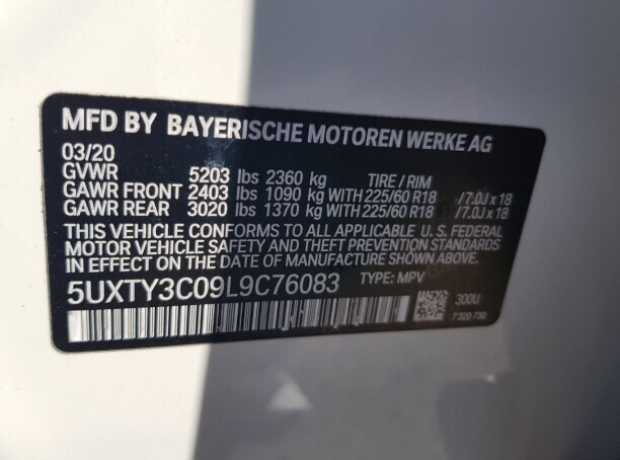 MFD BY BAYERISCHE MOTOREN WERKE AG
03/20
GVWR 5203 lbs 2360 kg TIRE / RIM
GAWR FRONT 2403 lbs 1090 kg WITH 225/60 R18 / 7.0J x 18
GAWR REAR 3020 lbs 1370 kg WITH 225/60 R18 / 7.0J x 18
THIS VEHICLE CONFORMS TO ALL APPLICABLE U. S. FEDERAL
MOTOR VEHICLE SAFETY AND THEFT PREVENTION STANDARDS
IN EFFECT ON THE DATE OF MANUFACTURE SHOWN ABOVE.
5UXTY3C09L9C76083 TYPE: MPV
300U
7 320 730